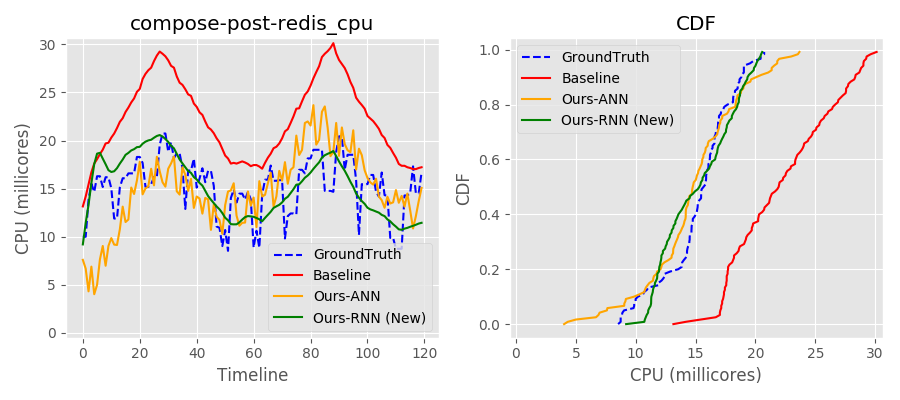 compose-post-redis_cpu
CPU (millicores)
30
25
20
15
10
5
0
GroundTruth
Baseline
Ours-ANN
Ours-RNN (New)
0
20
40
60
80
100
120
Timeline
CDF
CDF
1.0
0.8
0.6
0.4
0.2
0.0
GroundTruth
Baseline
Ours-ANN
Ours-RNN (New)
0
5
10
15
20
25
30
CPU (millicores)